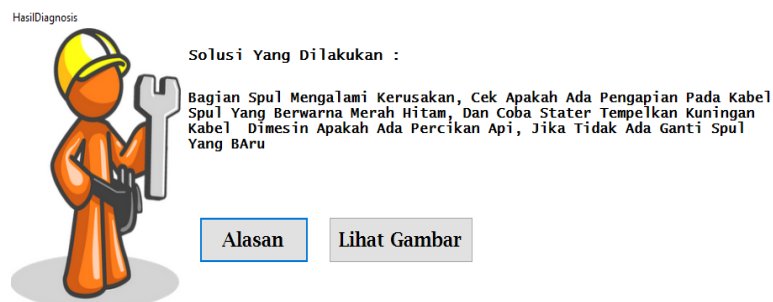 HasilDiagnosis
Solusi Yang Dilakukan :
Bagian Spul Mengalami Kerusakan, Cek Apakah Ada Pengapian Pada Kabel
Spul Yang Berwarna Merah Hitam, Dan Coba Stater Tempelkan Kuningan
Kabel  Dimesin Apakah Ada Percikan Api, Jika Tidak Ada Ganti Spul
Yang BAru
Alasan
Lihat Gambar